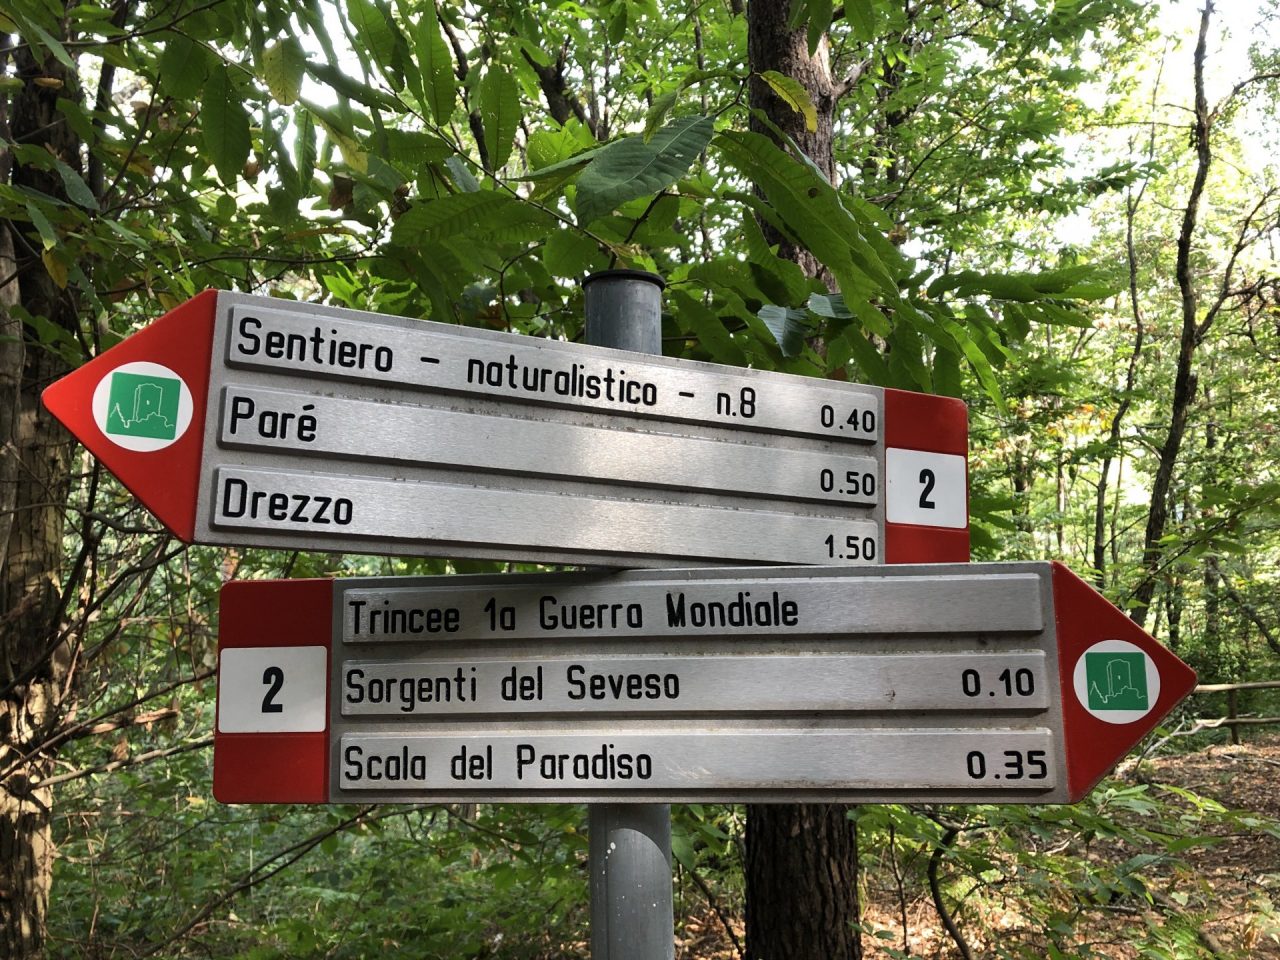 Sentiero - naturalistico - n.8 0.40
Paré 0.50
Drezzo 1.50
2
Trincee 1a Guerra Mondiale
2
Sorgenti del Seveso 0.10
Scala del Paradiso 0.35